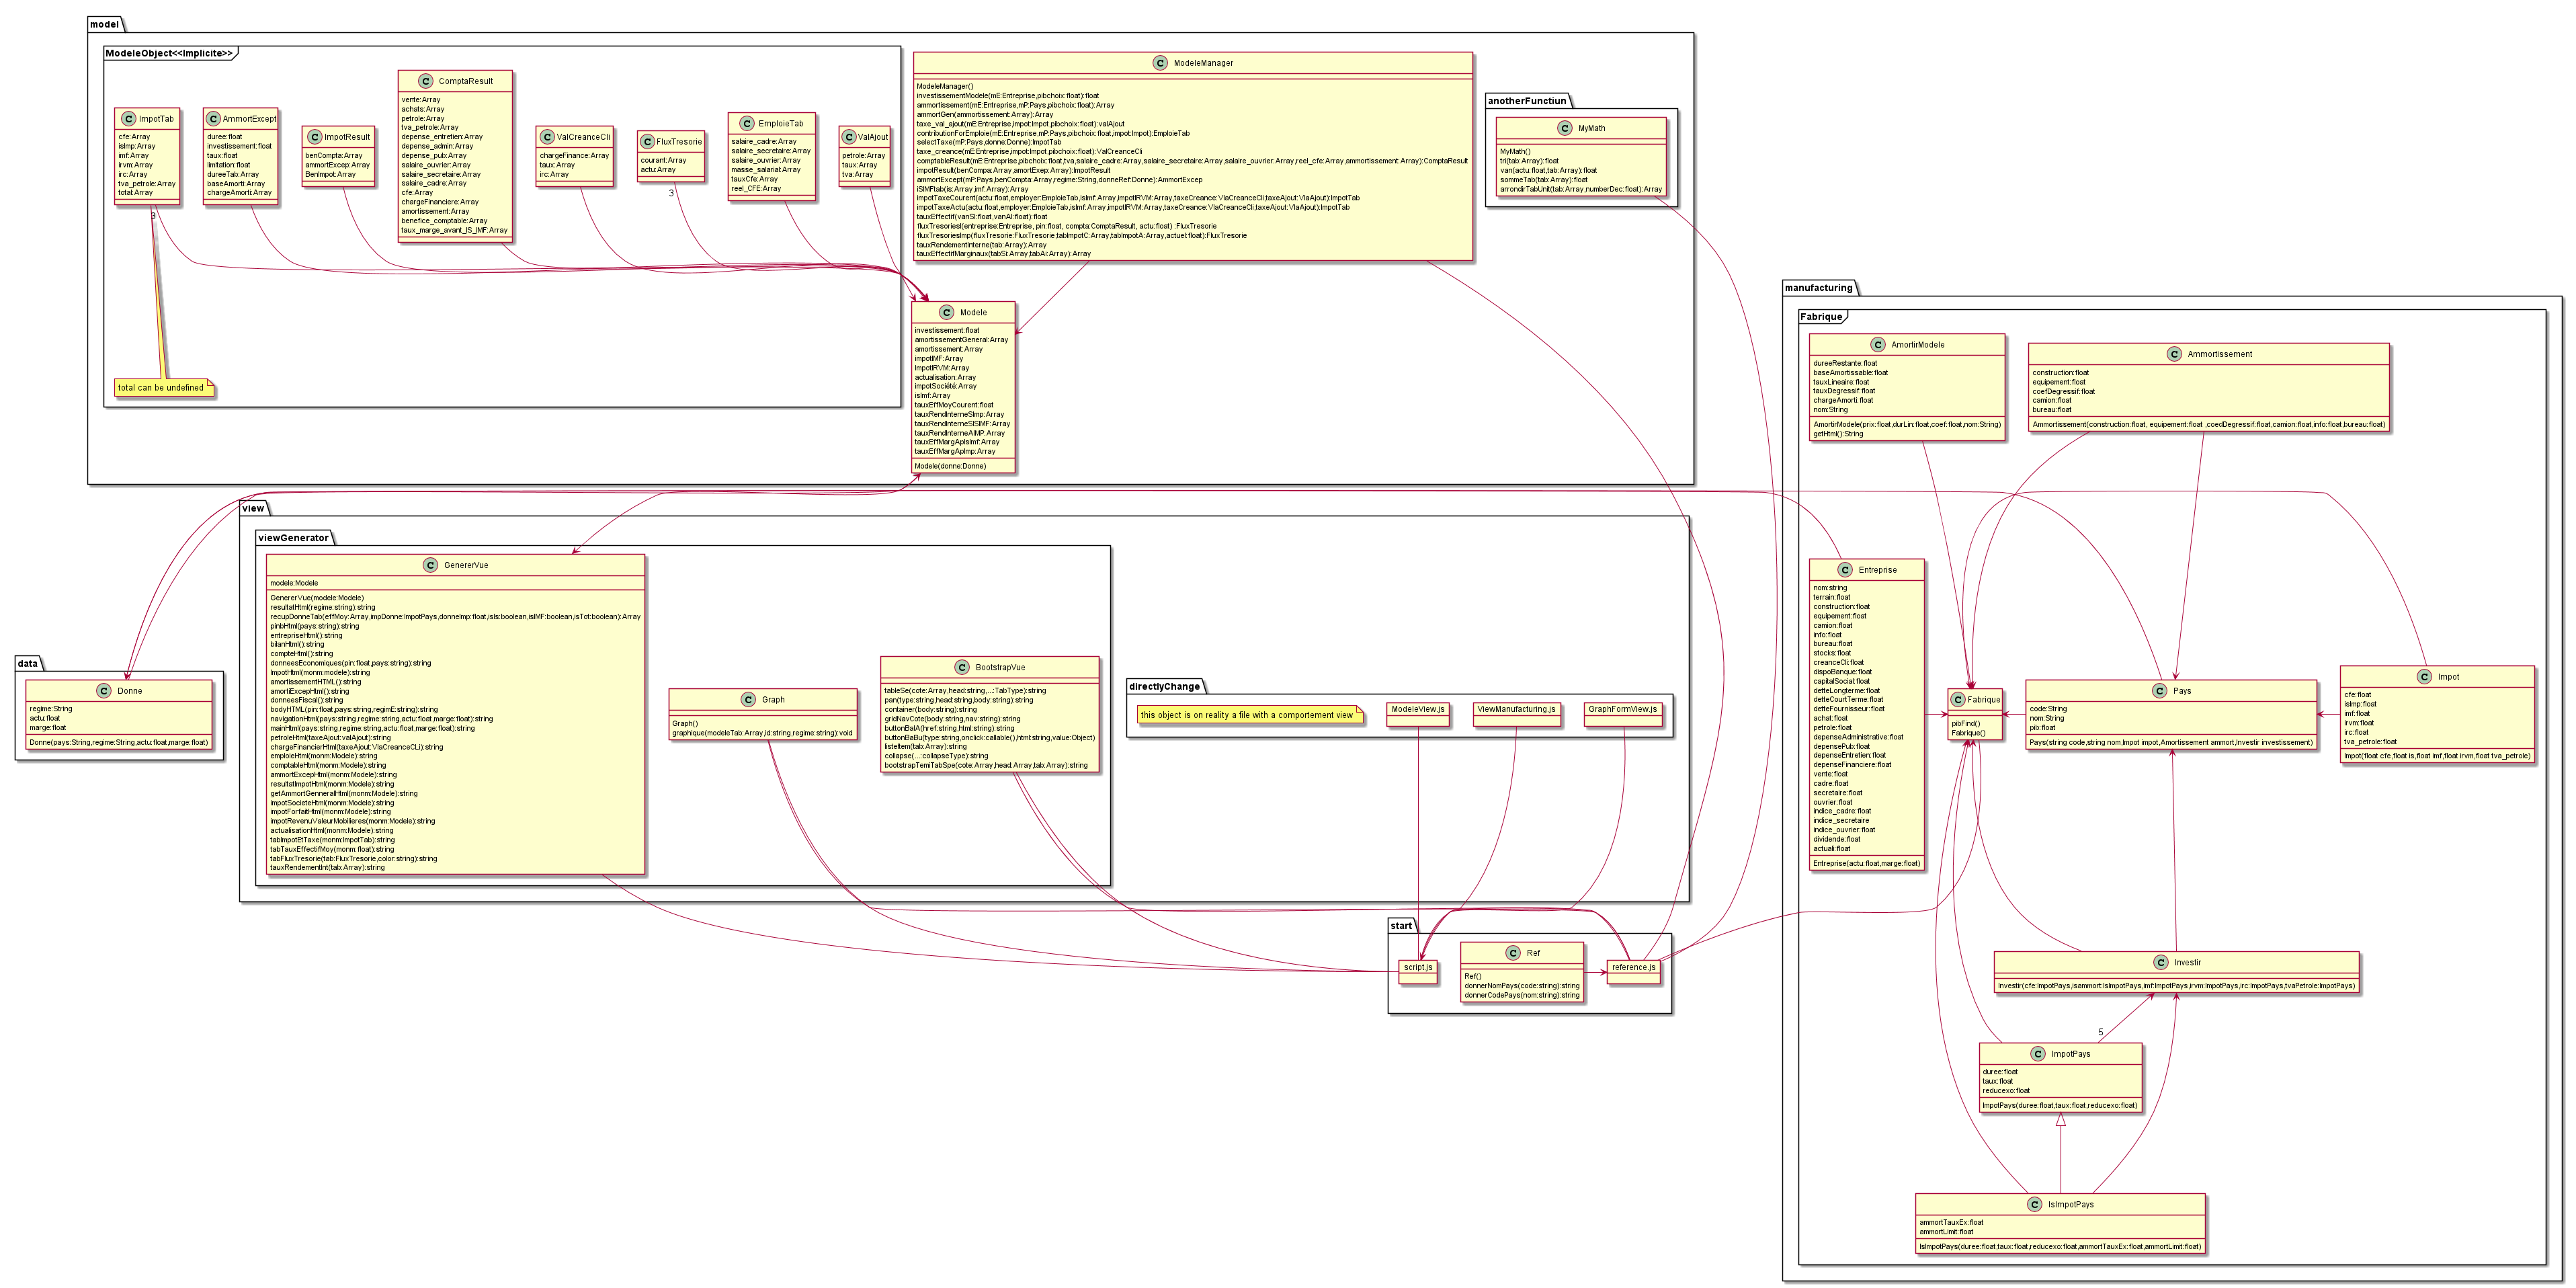 model
ModeleObject<<Implicite>>
ImpotTab
cfe:Array
isImp:Array
imf:Array
irvm:Array
irc:Array
tva_petrole:Array
total:Array
3
total can be undefined
AmmortExcept
duree:float
investissement:float
taux:float
limitation:float
dureeTab:Array
baseAmorti:Array
chargeAmorti:Array
ImpotResult
benCompta:Array
ammortExcep:Array
BenImpot:Array
ComptaResult
vente:Array
achats:Array
petrole:Array
tva_petrole:Array
depense_entretien:Array
depense_admin:Array
depense_pub:Array
salaire_ouvrier:Array
salaire_secretaire:Array
salaire_cadre:Array
cfe:Array
chargeFinanciere:Array
amortissement:Array
benefice_comptable:Array
taux_marge_avant_IS_IMF:Array
ValCreanceCli
chargeFinance:Array
taux:Array
irc:Array
FluxTresorie
courant:Array
actu:Array
3
EmploieTab
salaire_cadre:Array
salaire_secretaire:Array
salaire_ouvrier:Array
masse_salarial:Array
tauxCfe:Array
reel_CFE:Array
ValAjout
petrole:Array
taux:Array
tva:Array
ModeleManager
ModeleManager()
investissementModele(mE:Entreprise,pibchoix:float):float
ammortissement(mE:Entreprise,mP:Pays,pibchoix:float):Array
ammortGen(ammortissement:Array):Array
taxe_val_ajout(mE:Entreprise,impot:Impot,pibchoix:float):valAjout
contributionForEmploie(mE:Entreprise,mP:Pays,pibchoix:float,impot:Impot):EmploieTab
selectTaxe(mP:Pays,donne:Donne):ImpotTab
taxe_creance(mE:Entreprise,impot:Impot,pibchoix:float):ValCreanceCli
comptableResult(mE:Entreprise,pibchoix:float,tva,salaire_cadre:Array,salaire_secretaire:Array,salaire_ouvrier:Array,reel_cfe:Array,ammortissement:Array):ComptaResult
impotResult(benCompa:Array,amortExep:Array):ImpotResult
ammortExcept(mP:Pays,benCompta:Array,regime:String,donneRef:Donne):AmmortExcep
iSIMFtab(is:Array,imf:Array):Array
impotTaxeCourent(actu:float,employer:EmploieTab,isImf:Array,impotIRVM:Array,taxeCreance:VlaCreanceCli,taxeAjout:VlaAjout):ImpotTab
impotTaxeActu(actu:float,employer:EmploieTab,isImf:Array,impotIRVM:Array,taxeCreance:VlaCreanceCli,taxeAjout:VlaAjout):ImpotTab
tauxEffectif(vanSI:float,vanAI:float):float
fluxTresoriesI(entreprise:Entreprise, pin:float, compta:ComptaResult, actu:float) :FluxTresorie
fluxTresoriesImp(fluxTresorie:FluxTresorie,tabImpotC:Array,tabImpotA:Array,actuel:float):FluxTresorie
tauxRendementInterne(tab:Array):Array
tauxEffectifMarginaux(tabSi:Array,tabAi:Array):Array
anotherFunctiun
MyMath
MyMath()
tri(tab:Array):float
van(actu:float,tab:Array):float
sommeTab(tab:Array):float
arrondirTabUnit(tab:Array,numberDec:float):Array
Modele
investissement:float
amortissementGeneral:Array
amortissement:Array
impotIMF:Array
ImpotIRVM:Array
actualisation:Array
impotSociété:Array
isImf:Array
tauxEffMoyCourent:float
tauxRendInterneSImp:Array
tauxRendInterneSISIMF:Array
tauxRendInterneAIMP:Array
tauxEffMargApIsImf:Array
tauxEffMargApImp:Array
Modele(donne:Donne)
data
Donne
regime:String
actu:float
marge:float
Donne(pays:String,regime:String,actu:float,marge:float)
view
viewGenerator
GenererVue
modele:Modele
GenererVue(modele:Modele)
resultatHtml(regime:string):string
recupDonneTab(effMoy:Array,impDonne:ImpotPays,donneImp:float,isIs:boolean,isIMF:boolean,isTot:boolean):Array
pinbHtml(pays:string):string
entrepriseHtml():string
bilanHtml():string
compteHtml():string
donneesEconomiques(pin:float,pays:string):string
ImpotHtml(monm:modele):string
amortissementHTML():string
amortiExcepHtml():string
donneesFiscal():string
bodyHTML(pin:float,pays:string,regimE:string):string
navigationHtml(pays:string,regime:string,actu:float,marge:float):string
mainHtml(pays:string,regime:string,actu:float,marge:float):string
petroleHtml(taxeAjout:valAjout):string
chargeFinancierHtml(taxeAjout:VlaCreanceCLi):string
emploieHtml(monm:Modele):string
comptableHtml(monm:Modele):string
ammortExcepHtml(monm:Modele):string
resultatImpotHtml(monm:Modele):string
getAmmortGenneralHtml(monm:Modele):string
impotSocieteHtml(monm:Modele):string
impotForfaitHtml(monm:Modele):string
impotRevenuValeurMobilieres(monm:Modele):string
actualisationHtml(monm:Modele):string
tabImpotEtTaxe(monm:ImpotTab):string
tabTauxEffectifMoy(monm:float):string
tabFluxTresorie(tab:FluxTresorie,color:string):string
tauxRendementInt(tab:Array):string
Graph
Graph()
graphique(modeleTab:Array,id:string,regime:string):void
BootstrapVue
tableSe(cote:Array,head:string,...:TabType):string
pan(type:string,head:string,body:string):string
container(body:string):string
gridNavCote(body:string,nav:string):string
buttonBalA(href:string,html:string):string
buttonBaBu(type:string,onclick:callable(),html:string,value:Object)
listeItem(tab:Array):string
collapse(...:collapseType):string
bootstrapTemiTabSpe(cote:Array,head:Array,tab:Array):string
directlyChange
this object is on reality a file with a comportement view
ModeleView.js
ViewManufacturing.js
GraphFormView.js
start
script.js
Ref
Ref()
donnerNomPays(code:string):string
donnerCodePays(nom:string):string
reference.js
manufacturing
Fabrique
AmortirModele
dureeRestante:float
baseAmortissable:float
tauxLineaire:float
tauxDegressif:float
chargeAmorti:float
nom:String
AmortirModele(prix:float,durLin:float,coef:float,nom:String)
getHtml():String
Ammortissement
construction:float
equipement:float
coefDegressif:float
camion:float
bureau:float
Ammortissement(construction:float, equipement:float ,coedDegressif:float,camion:float,info:float,bureau:float)
Entreprise
nom:string
terrain:float
construction:float
equipement:float
camion:float
info:float
bureau:float
stocks:float
creanceCli:float
dispoBanque:float
capitalSocial:float
detteLongterme:float
detteCourtTerme:float
detteFournisseur:float
achat:float
petrole:float
depenseAdministrative:float
depensePub:float
depenseEntretien:float
depenseFinanciere:float
vente:float
cadre:float
secretaire:float
ouvrier:float
indice_cadre:float
indice_secretaire
indice_ouvrier:float
dividende:float
actuali:float
Entreprise(actu:float,marge:float)
Fabrique
pibFind()
Fabrique()
Pays
code:String
nom:String
pib:float
Pays(string code,string nom,Impot impot,Amortissement ammort,Investir investissement)
Impot
cfe:float
isImp:float
imf:float
irvm:float
irc:float
tva_petrole:float
Impot(float cfe,float is,float imf,float irvm,float tva_petrole)
Investir
Investir(cfe:ImpotPays,isammort:IsImpotPays,imf:ImpotPays,irvm:ImpotPays,irc:ImpotPays,tvaPetrole:ImpotPays)
5
ImpotPays
duree:float
taux:float
reducexo:float
ImpotPays(duree:float,taux:float,reducexo:float)
IsImpotPays
ammortTauxEx:float
ammortLimit:float
IsImpotPays(duree:float,taux:float,reducexo:float,ammortTauxEx:float,ammortLimit:float)